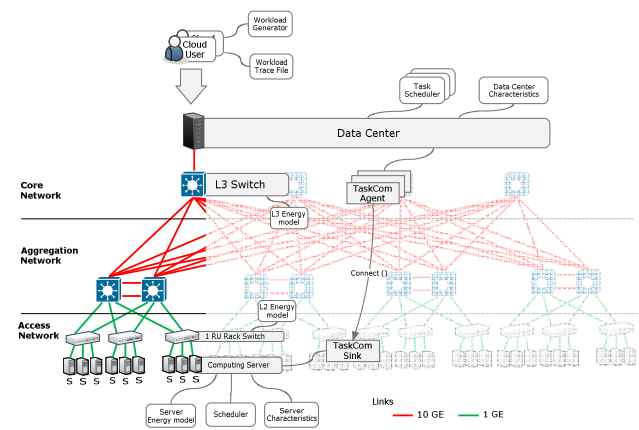 Workload
Generator
Cloud
Cloud
User
Workload
Trace File
Task
Scheduler
Data Center
Characteristics
Data Center
Core
Network
L3 Switch
TaskCom
Agent
L3 Energy
model
Aggregation
Network
Connect ()
L2 Energy
model
Access
Network
1 RU Rack Switch
TaskCom
Sink
Computing Server
S S S S S S S S S
Server
Energy model
Scheduler
Server
Characteristics
Links
10 GE
1 GE